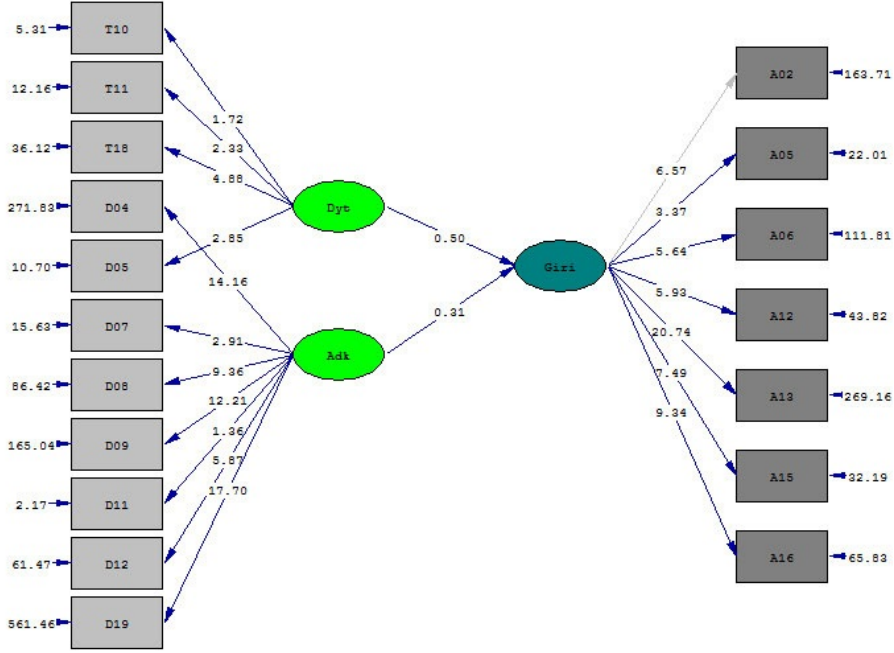 5.31
T10
12.16
T11
36.12
T18
271.83
D04
10.70
D05
15.63
D07
86.42
D08
165.04
D09
2.17
D11
61.47
D12
561.46
D19
1.72
2.33
4.88
2.85
14.16
2.91
9.36
12.21
1.36
5.87
17.70
Dyt
Adk
0.50
0.31
Giri
6.57
3.37
5.64
5.93
20.74
7.49
9.34
A02
163.71
A05
22.01
A06
111.81
A12
43.82
A13
269.16
A15
32.19
A16
65.83